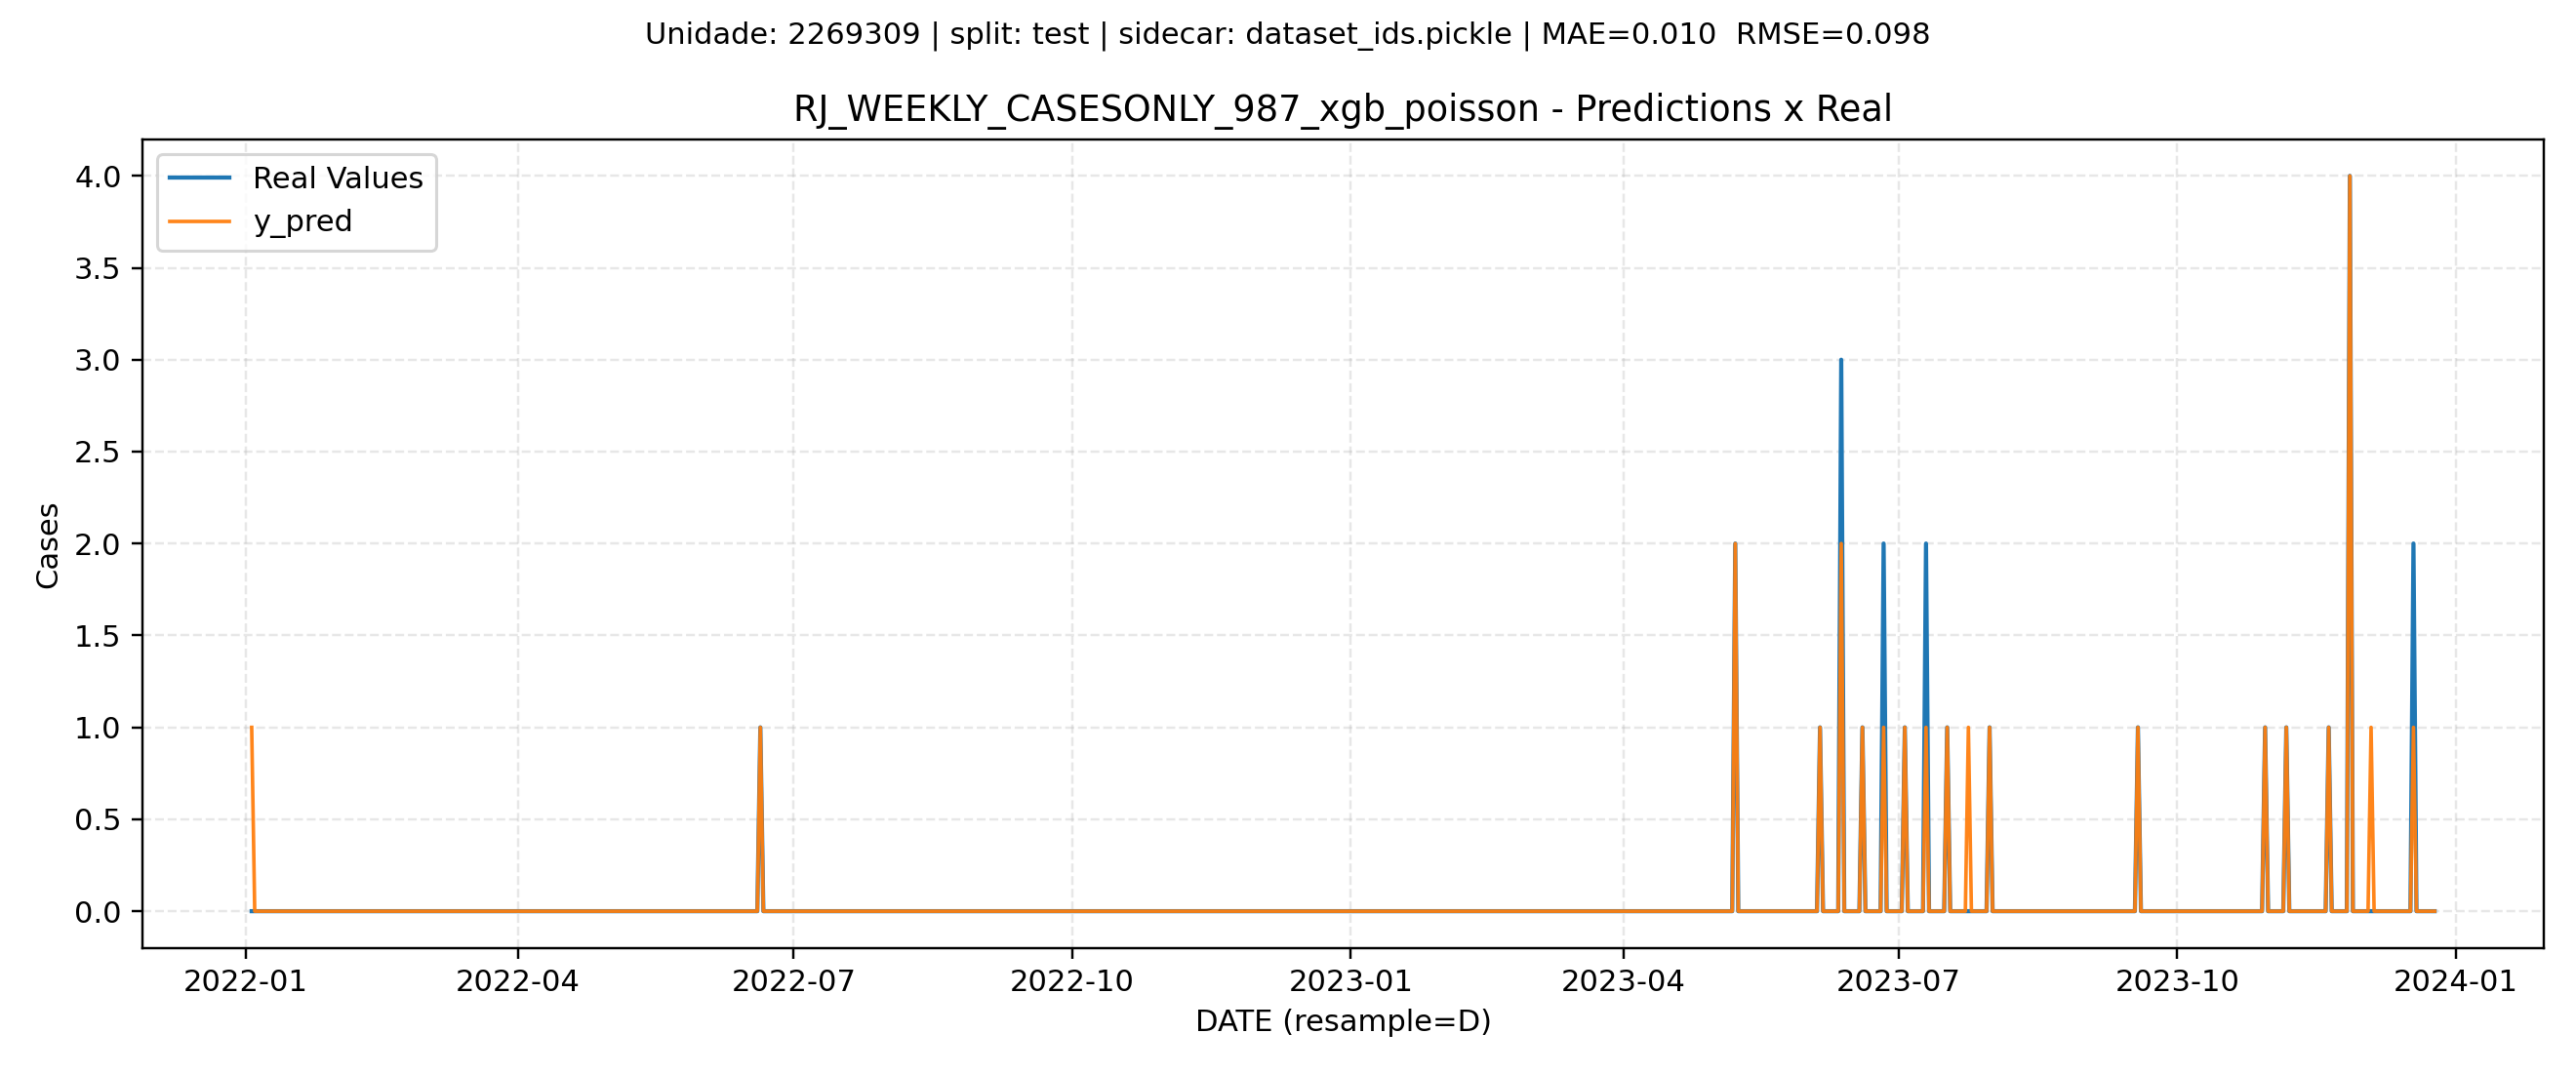 Unidade: 2269309 | split: test | sidecar: dataset_ids.pickle | MAE=0.010  RMSE=0.098
RJ_WEEKLY_CASESONLY_987_xgb_poisson - Predictions x Real
Real Values
y_pred
4.0
3.5
3.0
2.5
2.0
1.5
1.0
0.5
0.0
Cases
2022-01 2022-04 2022-07 2022-10 2023-01 2023-04 2023-07 2023-10 2024-01
DATE (resample=D)